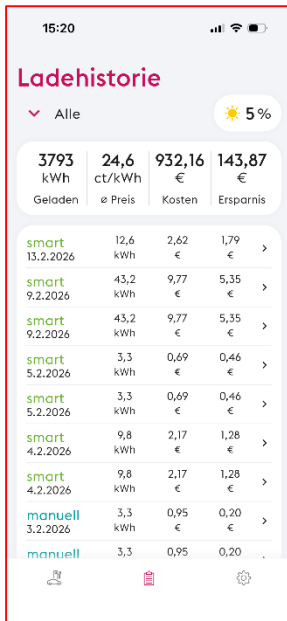 15:20
Ladehistorie
Alle
5 %
3793 24,6 932,16 143,87
kWh ct/kWh € €
Geladen ø Preis Kosten Ersparnis
smart 12,6 2,62 1,79
13.2.2026 kWh € €
smart 43,2 9,77 5,35
9.2.2026 kWh € €
smart 43,2 9,77 5,35
9.2.2026 kWh € €
smart 3,3 0,69 0,46
5.2.2026 kWh € €
smart 3,3 0,69 0,46
5.2.2026 kWh € €
smart 9,8 2,17 1,28
4.2.2026 kWh € €
smart 9,8 2,17 1,28
4.2.2026 kWh € €
manuell 3,3 0,95 0,20
3.2.2026 kWh € €
manuell 3,3 0,95 0,20